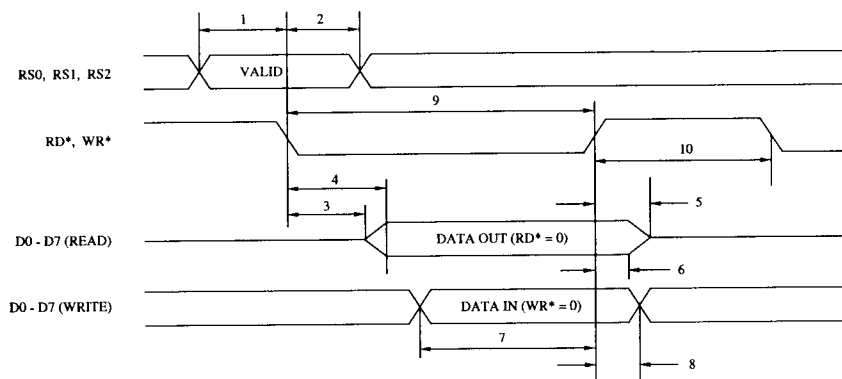 1 2
RS0, RS1, RS2 VALID
9
RD*, WR*
10
4
3 5
D0 - D7 (READ) DATA OUT (RD* = 0)
6
D0 - D7 (WRITE) DATA IN (WR* = 0)
7
8